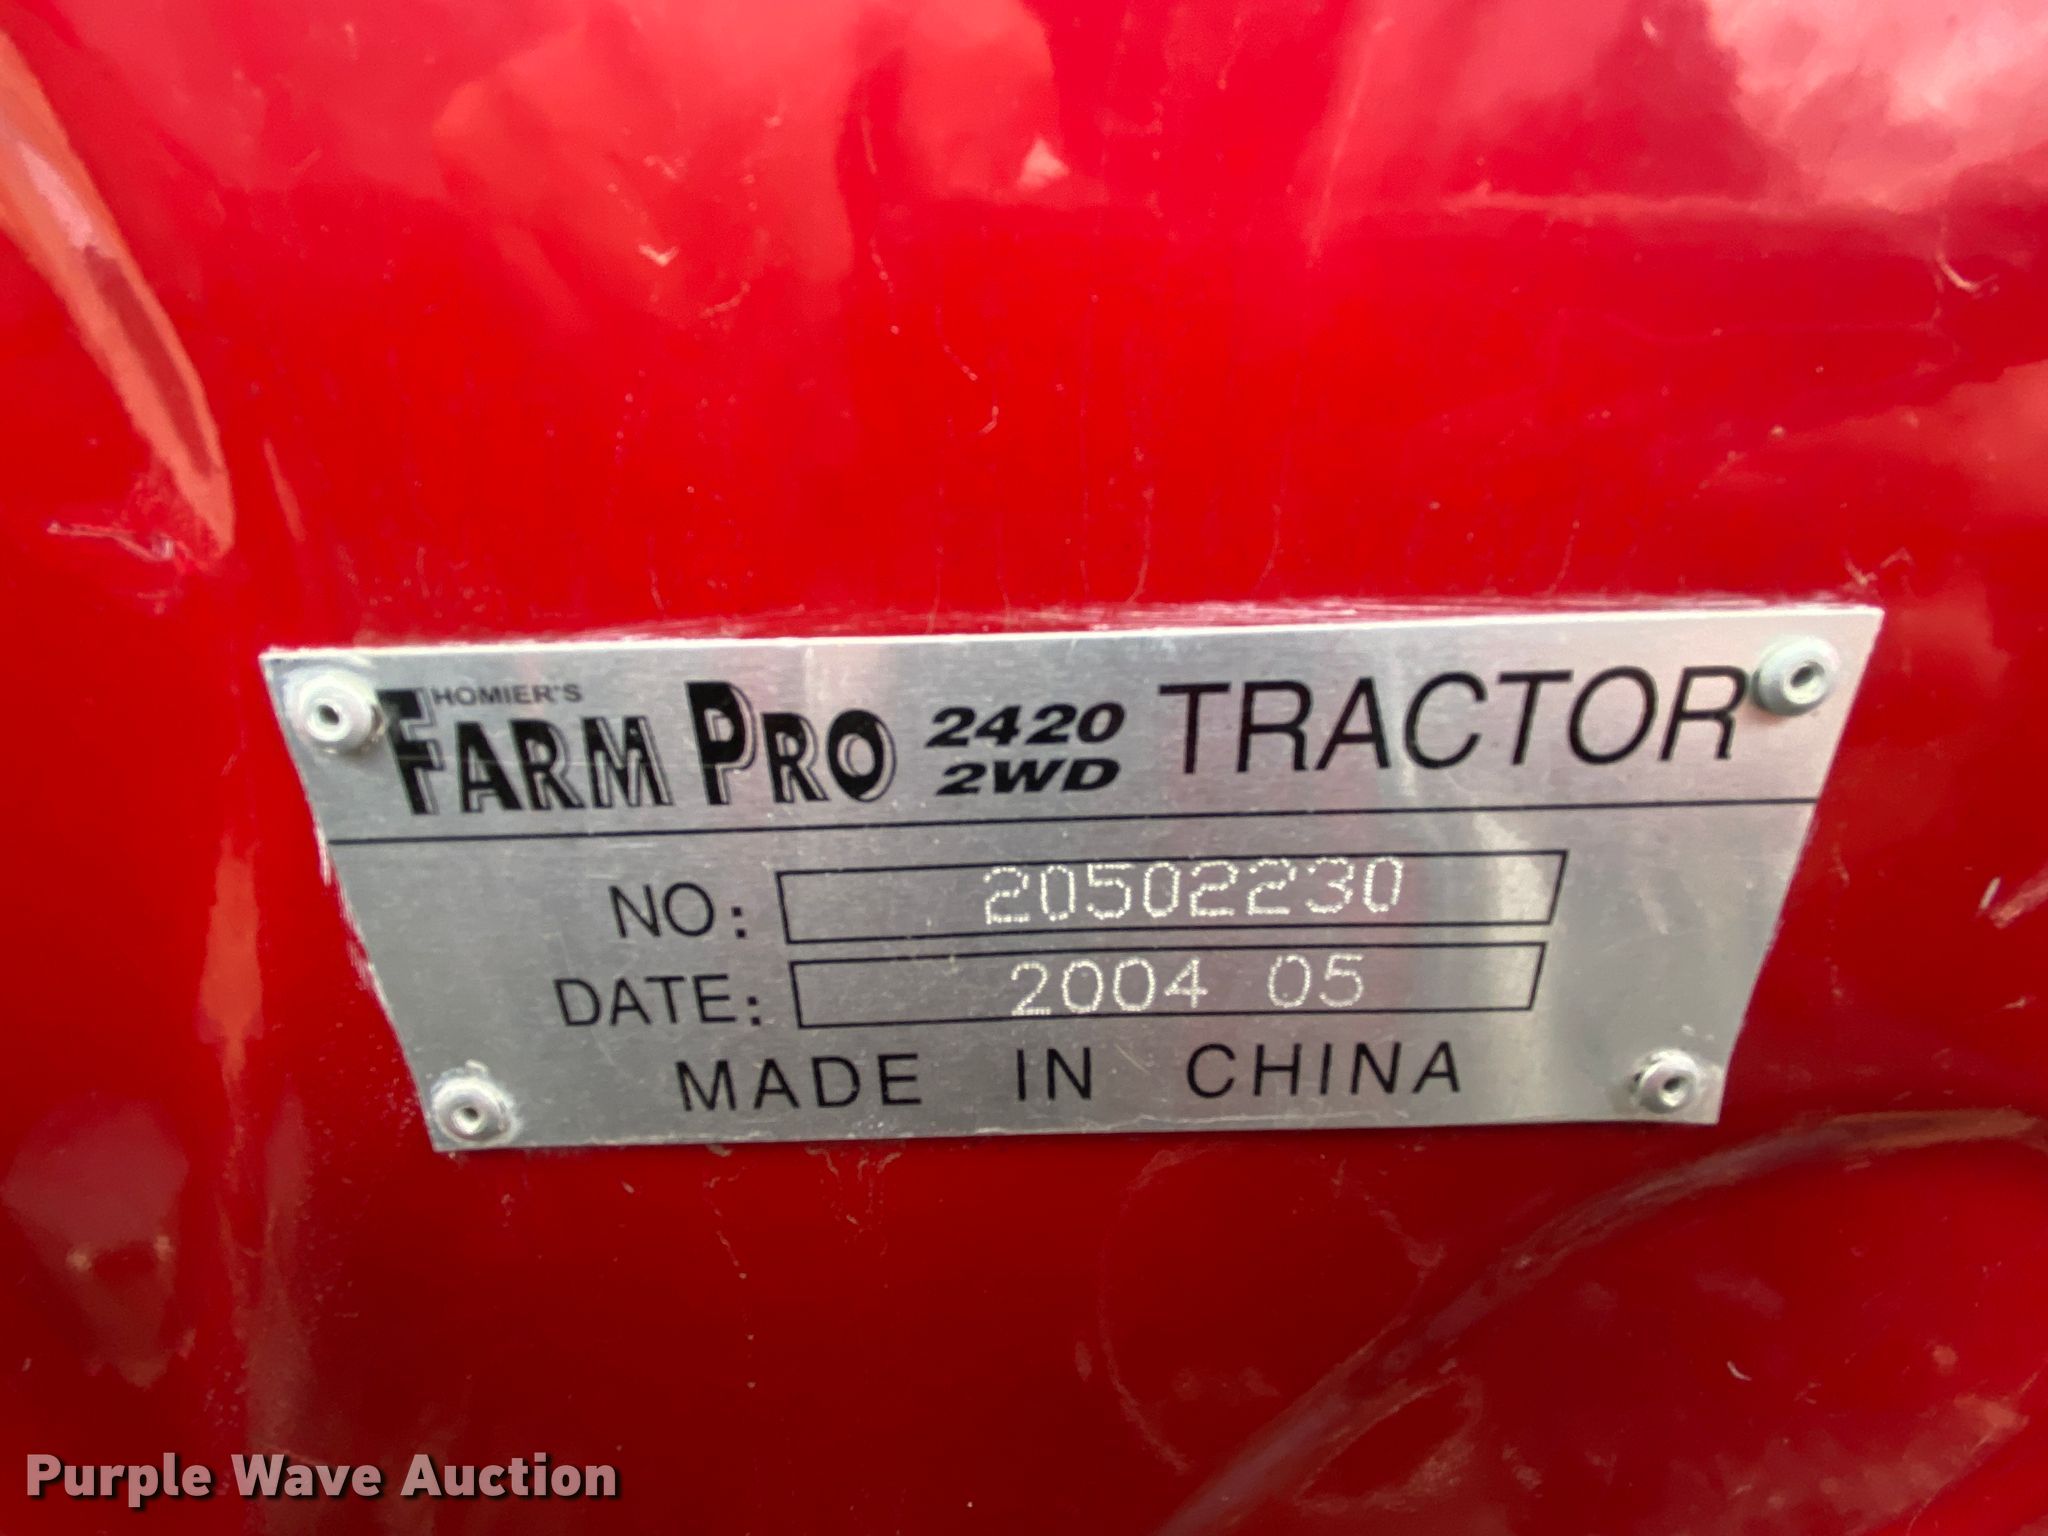 HOMIER'S
FARM PRO 2420 2WD TRACTOR
NO: 20502230
DATE: 2004 05
MADE IN CHINA
Purple Wave Auction